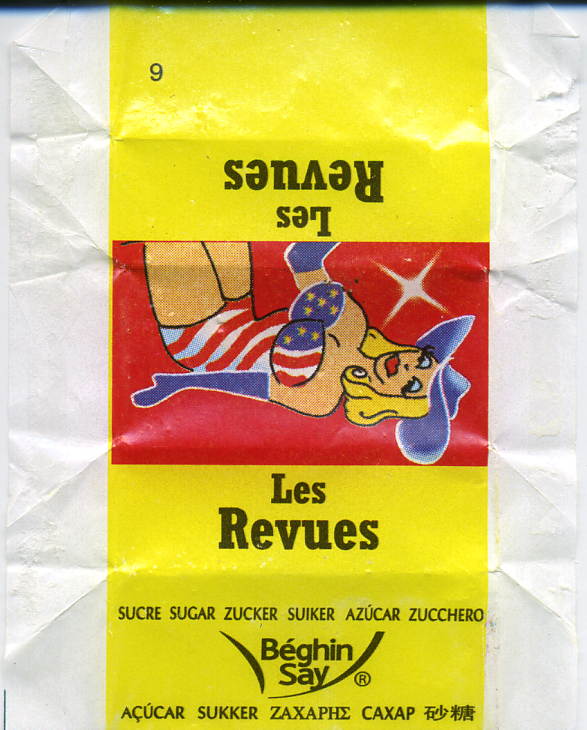 9
Les
Revues
Les
Revues
SUCRE SUGAR ZUCKER SUIKER AZÚCAR ZUCCHERO
Béghin
Say ®
AÇÚCAR SUKKER ΖΑΧΑΡΗΣ САХАР 砂糖